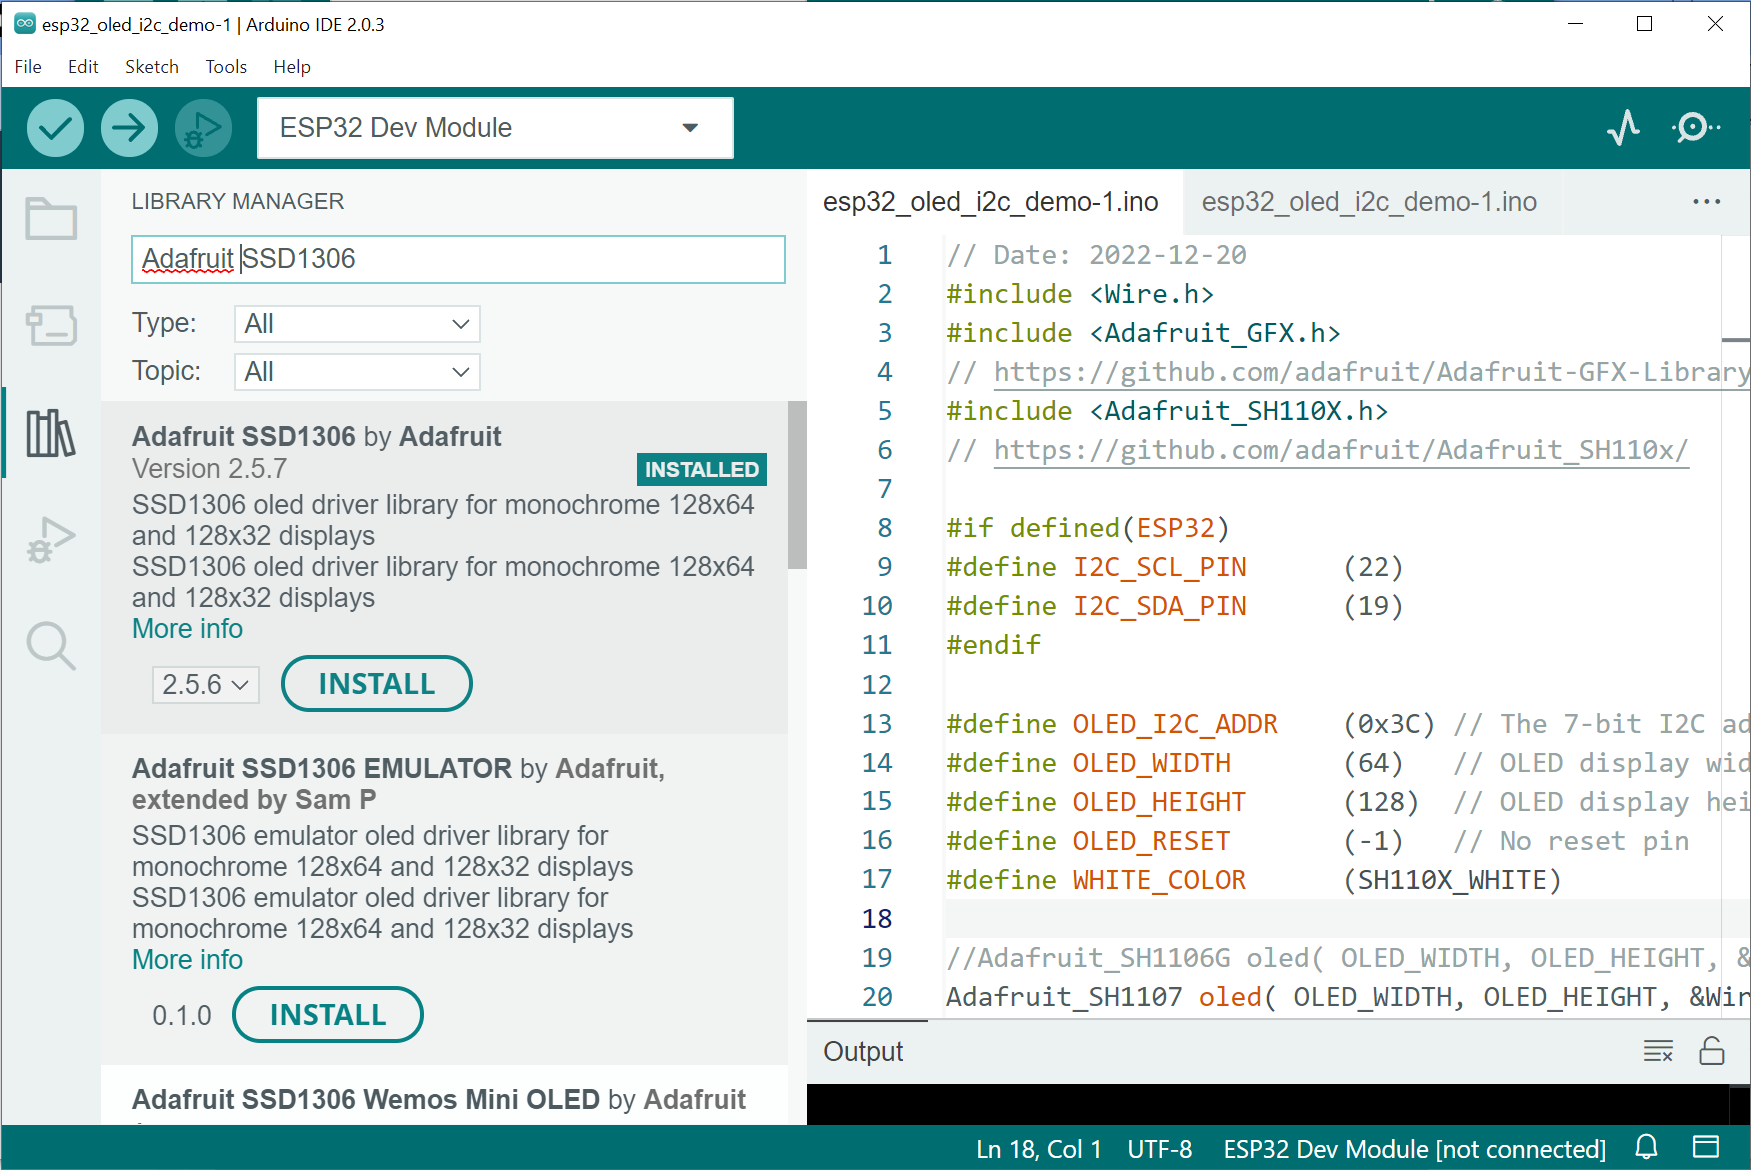 esp32_oled_i2c_demo-1 | Arduino IDE 2.0.3
File Edit Sketch Tools Help
ESP32 Dev Module
LIBRARY MANAGER
Adafruit SSD1306
Type: All
Topic: All
Adafruit SSD1306 by Adafruit
Version 2.5.7
INSTALLED
SSD1306 oled driver library for monochrome 128x64
and 128x32 displays
SSD1306 oled driver library for monochrome 128x64
and 128x32 displays
More info
2.5.6 INSTALL
Adafruit SSD1306 EMULATOR by Adafruit,
extended by Sam P
SSD1306 emulator oled driver library for
monochrome 128x64 and 128x32 displays
SSD1306 emulator oled driver library for
monochrome 128x64 and 128x32 displays
More info
0.1.0 INSTALL
Adafruit SSD1306 Wemos Mini OLED by Adafruit
esp32_oled_i2c_demo-1.ino esp32_oled_i2c_demo-1.ino ...
1 // Date: 2022-12-20
2 #include <Wire.h>
3 #include <Adafruit_GFX.h>
4 // https://github.com/adafruit/Adafruit-GFX-Library
5 #include <Adafruit_SH110X.h>
6 // https://github.com/adafruit/Adafruit_SH110x/
7
8 #if defined(ESP32)
9 #define I2C_SCL_PIN (22)
10 #define I2C_SDA_PIN (19)
11 #endif
12
13 #define OLED_I2C_ADDR (0x3C) // The 7-bit I2C ad
14 #define OLED_WIDTH (64) // OLED display wid
15 #define OLED_HEIGHT (128) // OLED display hei
16 #define OLED_RESET (-1) // No reset pin
17 #define WHITE_COLOR (SH110X_WHITE)
18
19 //Adafruit_SH1106G oled( OLED_WIDTH, OLED_HEIGHT, &
20 Adafruit_SH1107 oled( OLED_WIDTH, OLED_HEIGHT, &Wir
Output
Ln 18, Col 1 UTF-8 ESP32 Dev Module [not connected]